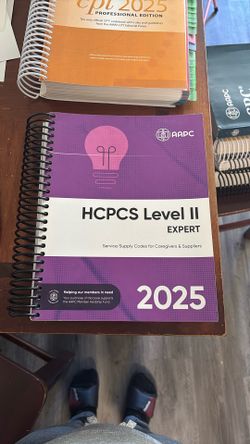 cpt 2025
PROFESSIONAL EDITION
AAPC
HCPCS Level II
EXPERT
Service Supply Codes for Caregivers & Suppliers
Helping our members in need
2025